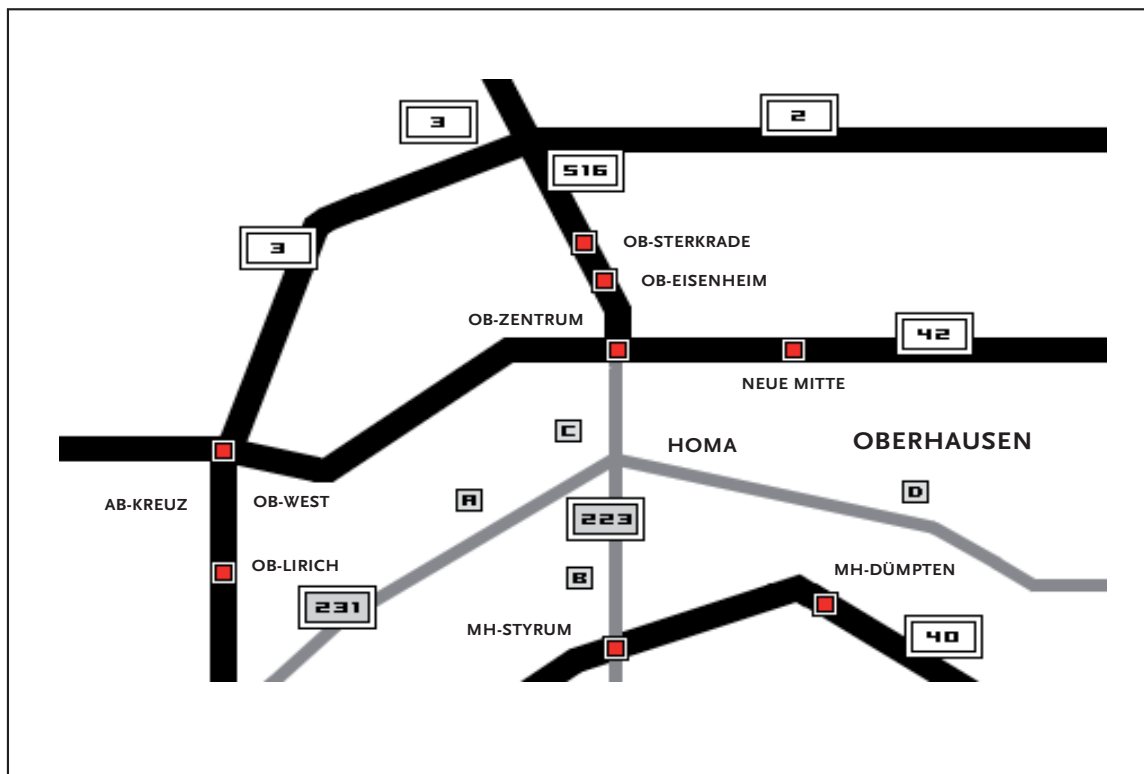 3
2
516
3
OB-STERKRADE
OB-EISENHEIM
OB-ZENTRUM
42
NEUE MITTE
C
HOMA
OBERHAUSEN
A
D
AB-KREUZ
OB-WEST
223
OB-LIRICH
B
MH-DÜMPTEN
231
MH-STYRUM
40